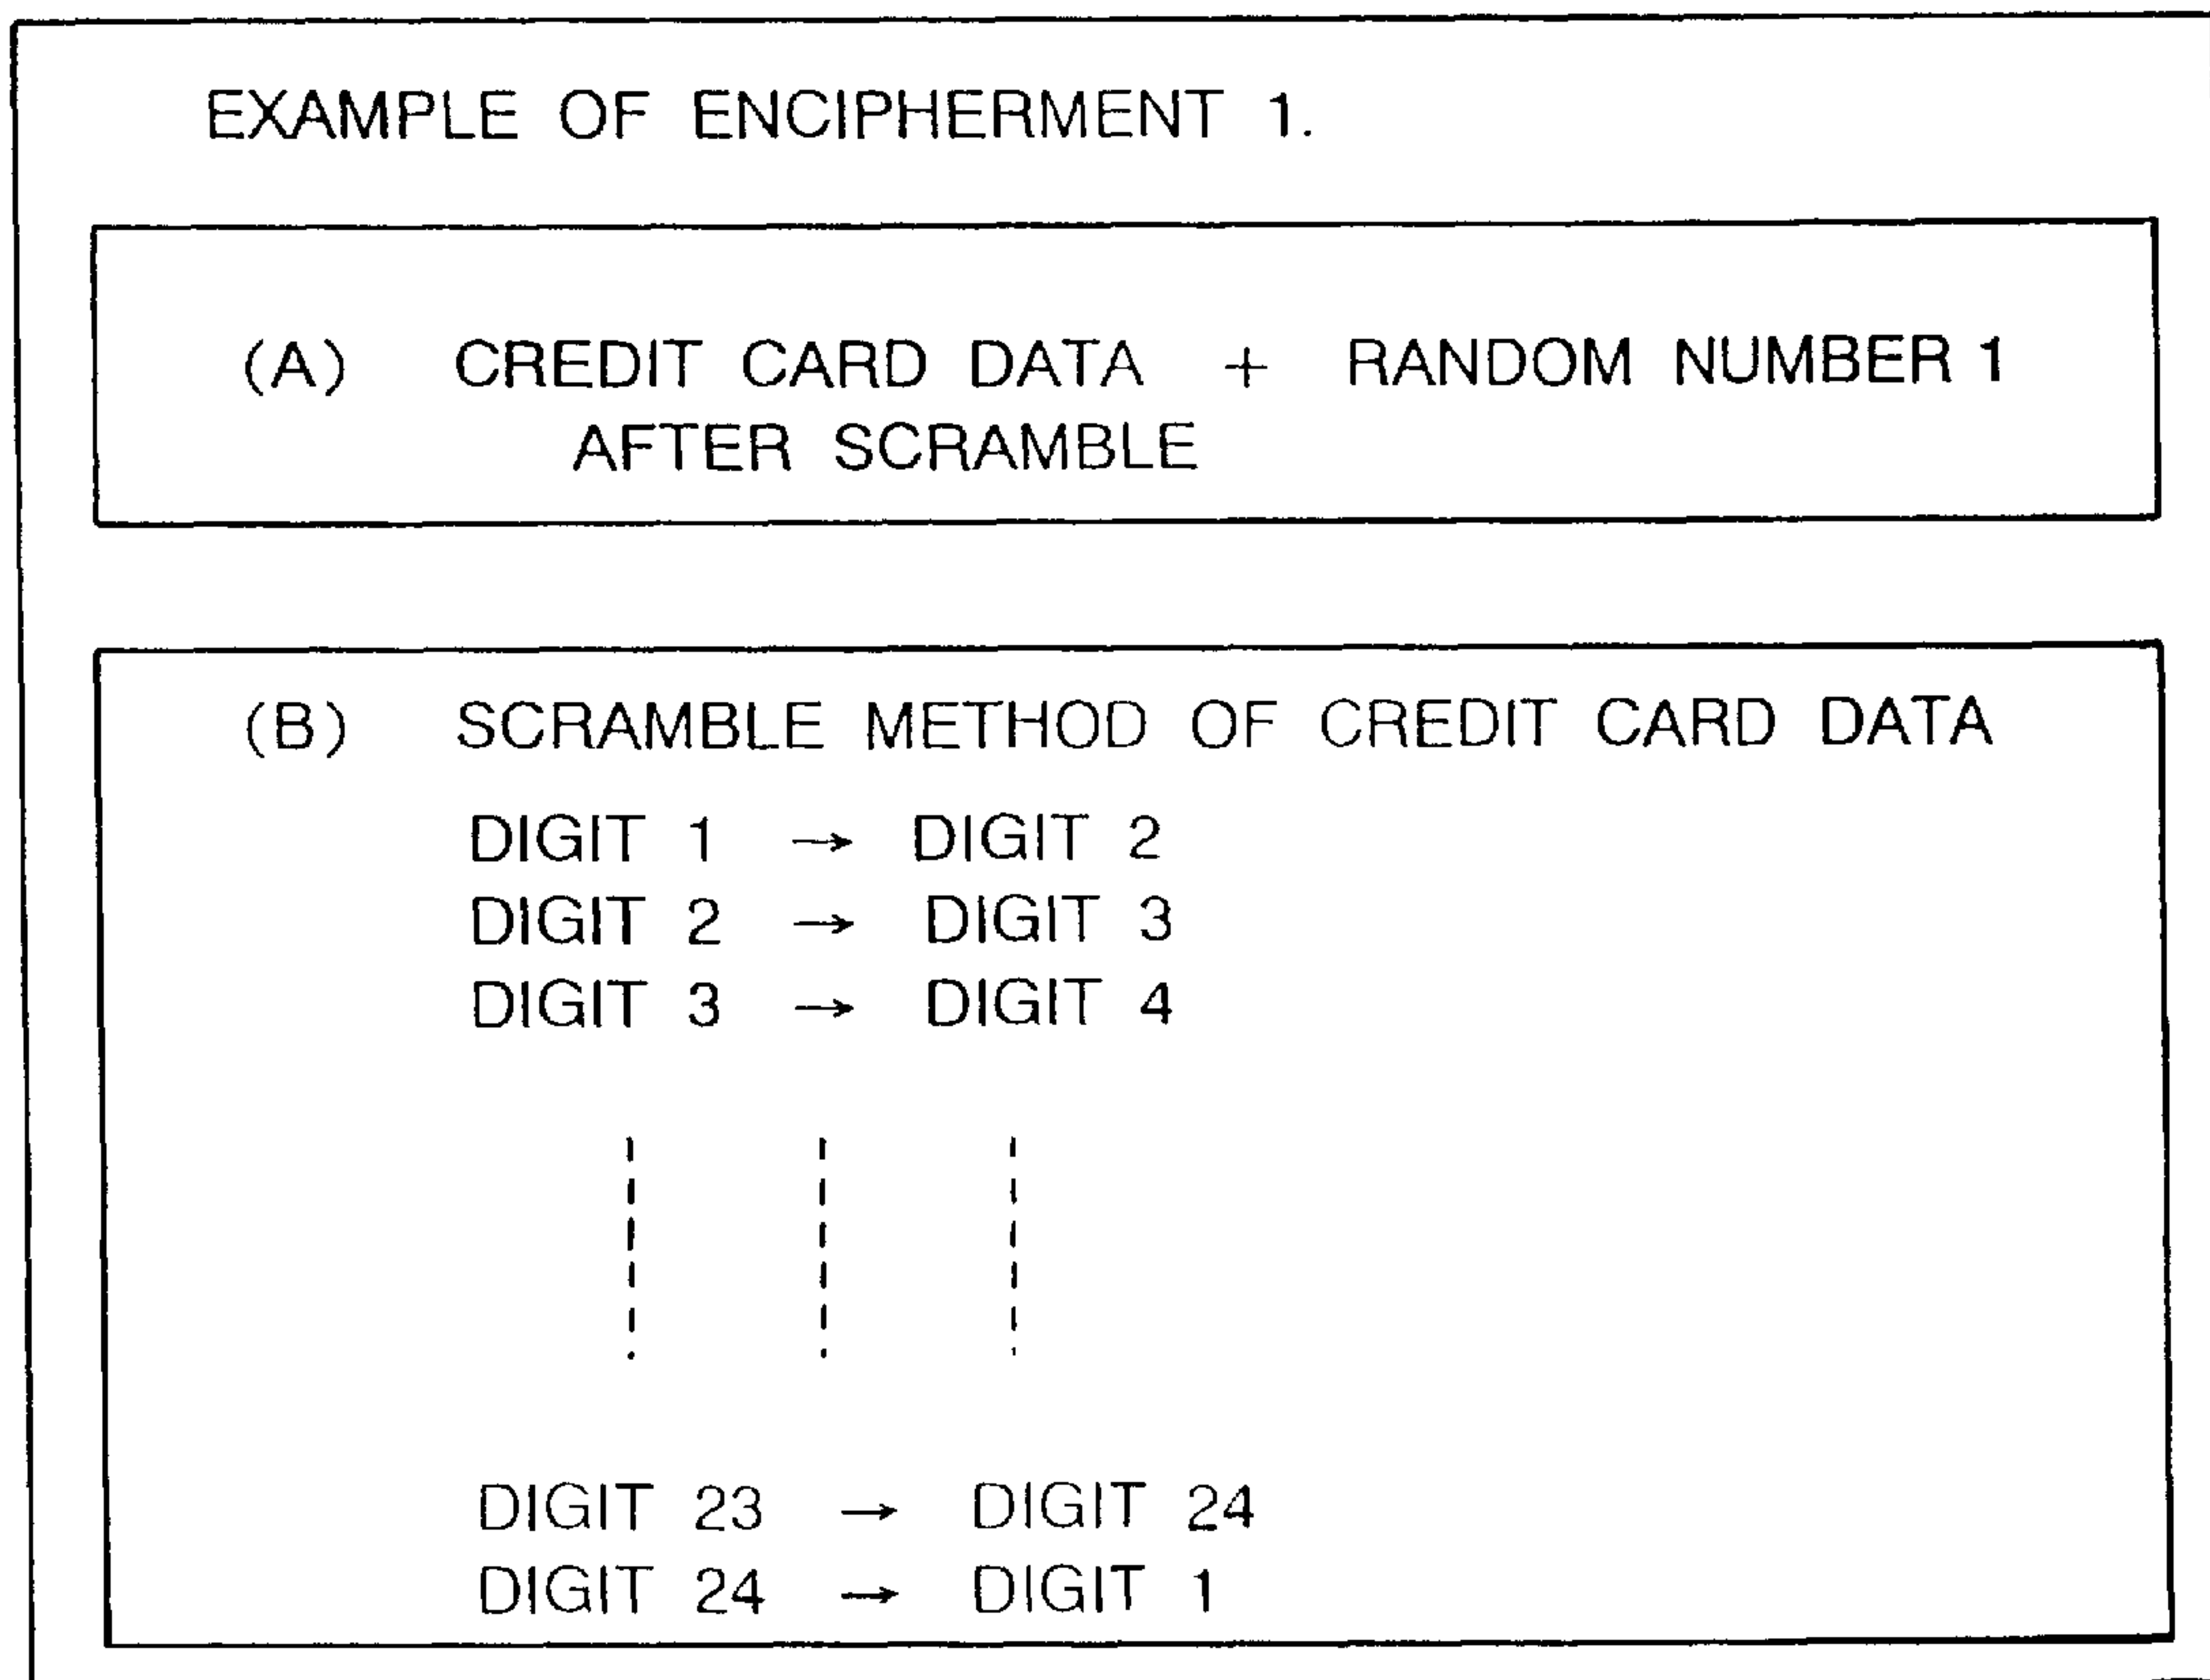 EXAMPLE OF ENCIPHERMENT 1.
(A) CREDIT CARD DATA + RANDOM NUMBER 1
AFTER SCRAMBLE
(B) SCRAMBLE METHOD OF CREDIT CARD DATA
DIGIT 1 → DIGIT 2
DIGIT 2 → DIGIT 3
DIGIT 3 → DIGIT 4
DIGIT 23 → DIGIT 24
DIGIT 24 → DIGIT 1